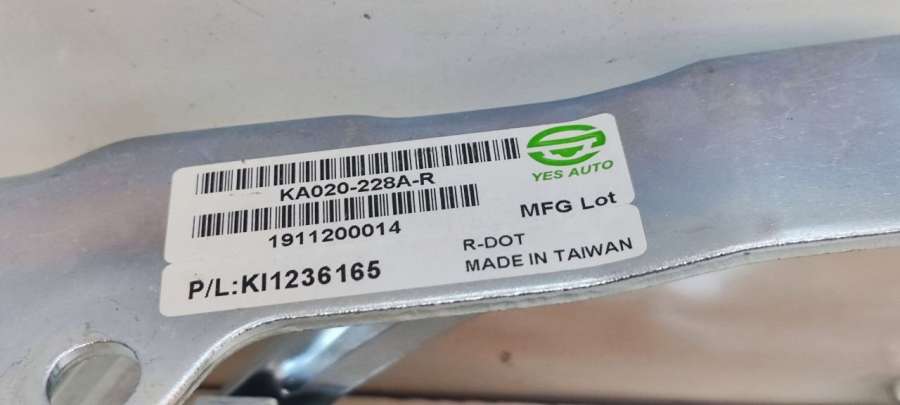 KA020-228A-R
YES AUTO
1911200014
MFG Lot
P/L:KI1236165
R-DOT
MADE IN TAIWAN